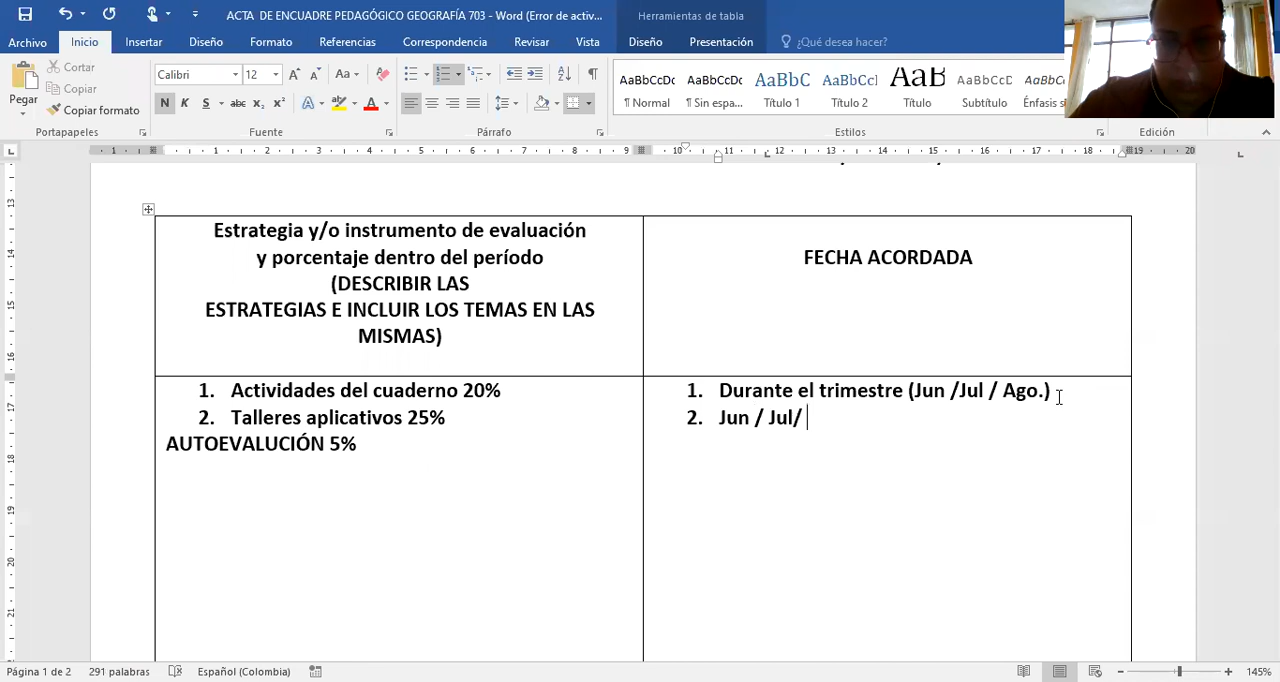 ACTA DE ENCUADRE PEDAGÓGICO GEOGRAFÍA 703 - Word (Error de activ...
Herramientas de tabla
Archivo
Inicio
Insertar
Diseño
Formato
Referencias
Correspondencia
Revisar
Vista
Diseño
Presentación
¿Qué desea hacer?
Pegar
Cortar
Copiar
Copiar formato
Portapapeles
Calibri
12
Fuente
Párrafo
AaBbCcDc
¶ Normal
AaBbCcDc
¶ Sin espa...
AaBbC
Título 1
AaBbCcI
Título 2
AaB
Título
AaBbCcD
Subtítulo
AaBbCc
Énfasis s
Estilos
Edición
Estrategia y/o instrumento de evaluación
y porcentaje dentro del período
(DESCRIBIR LAS
ESTRATEGIAS E INCLUIR LOS TEMAS EN LAS
MISMAS)
FECHA ACORDADA
1. Actividades del cuaderno 20%
2. Talleres aplicativos 25%
AUTOEVALUCIÓN 5%
1. Durante el trimestre (Jun /Jul / Ago.)
2. Jun / Jul/
Página 1 de 2
291 palabras
Español (Colombia)
145%